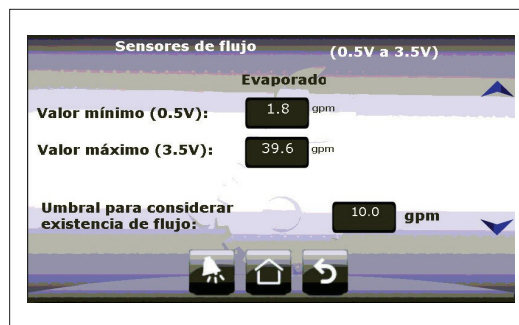 Sensores de flujo (0.5V a 3.5V)
Evaporado
Valor mínimo (0.5V): 1.8 gpm
Valor máximo (3.5V): 39.6 gpm
Umbral para considerar
existencia de flujo: 10.0 gpm